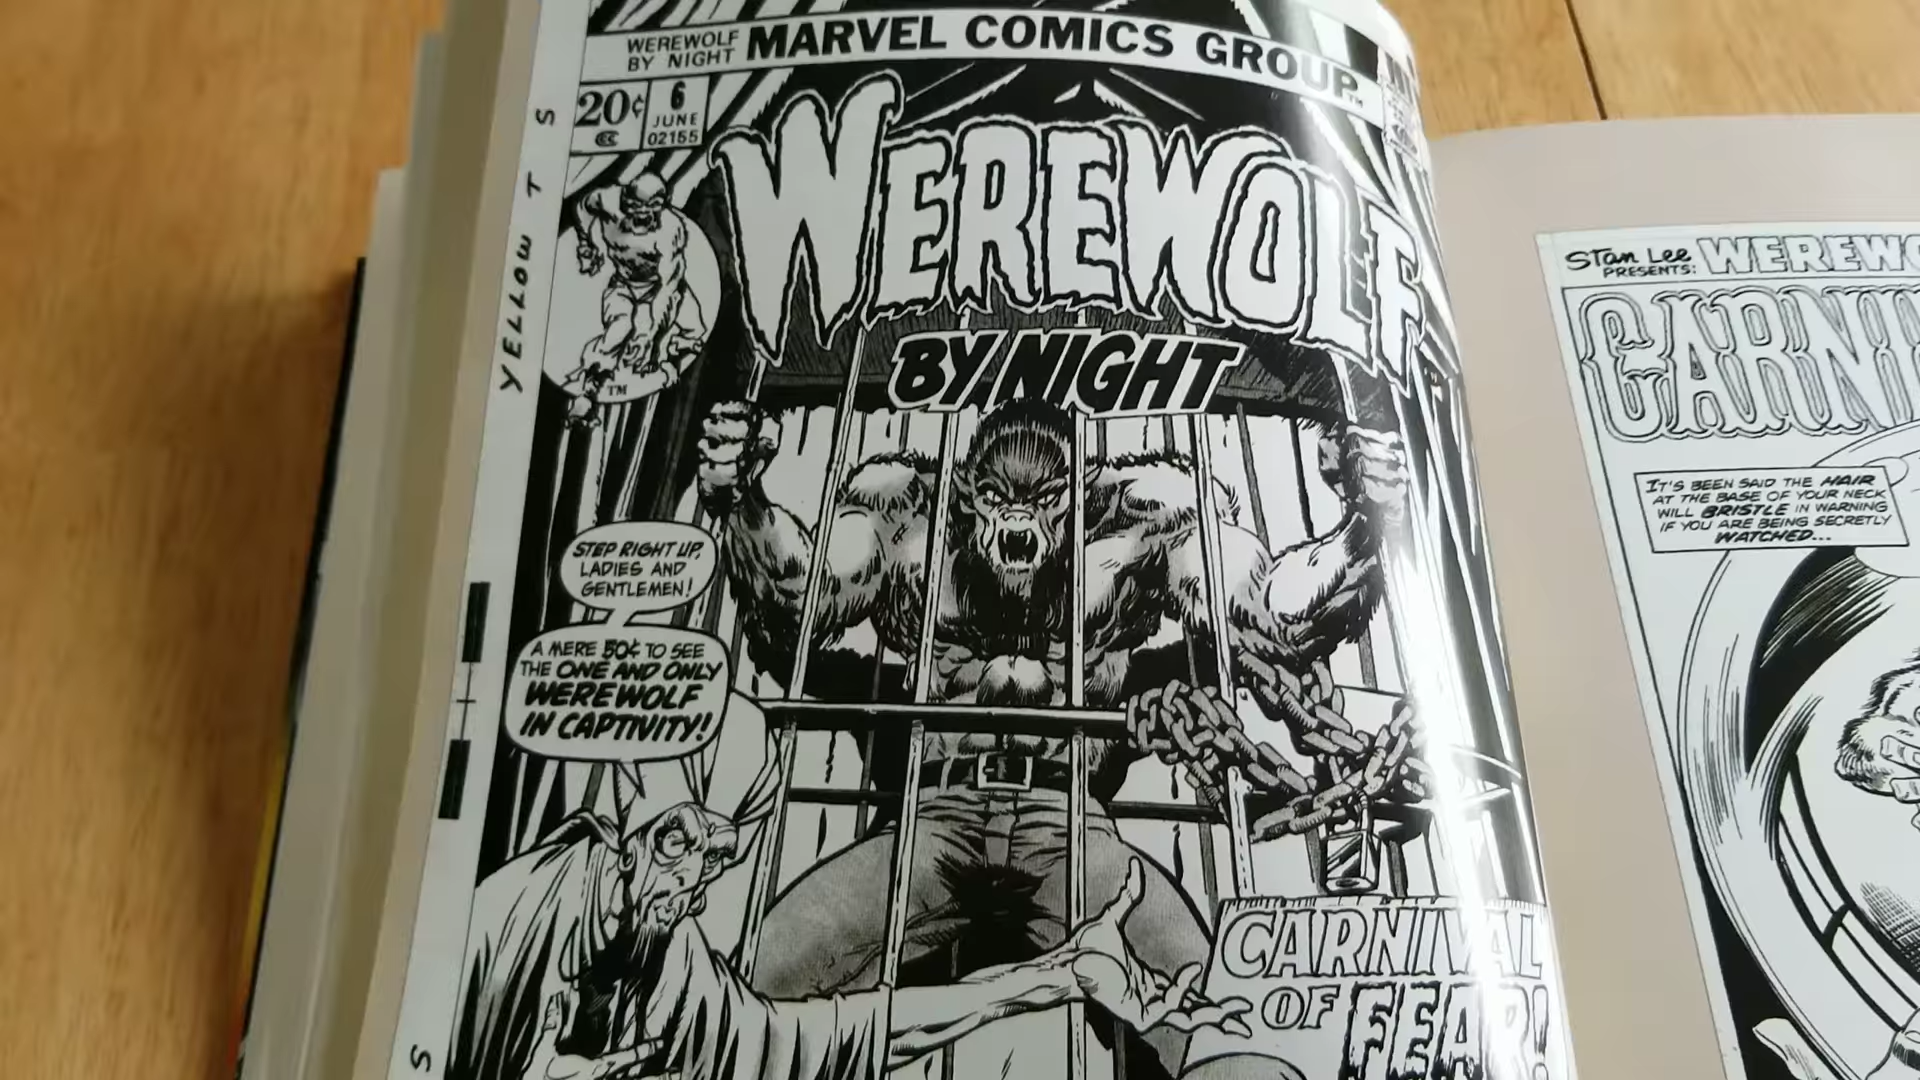 WEREWOLF
BY NIGHT
MARVEL COMICS GROUP
TM
20¢
CC
6
JUNE
02155
WEREWOLF
BY NIGHT
TM
YELLOW T S
STEP RIGHT UP,
LADIES AND
GENTLEMEN!
A MERE 50¢ TO SEE
THE ONE AND ONLY
WEREWOLF
IN CAPTIVITY!
CARNIVAL
OF FEAR!
S
Stan Lee
PRESENTS:
IT'S BEEN SAID THE HAIR
AT THE BASE OF YOUR NECK
WILL BRISTLE IN WARNING
IF YOU ARE BEING SECRETLY
WATCHED...